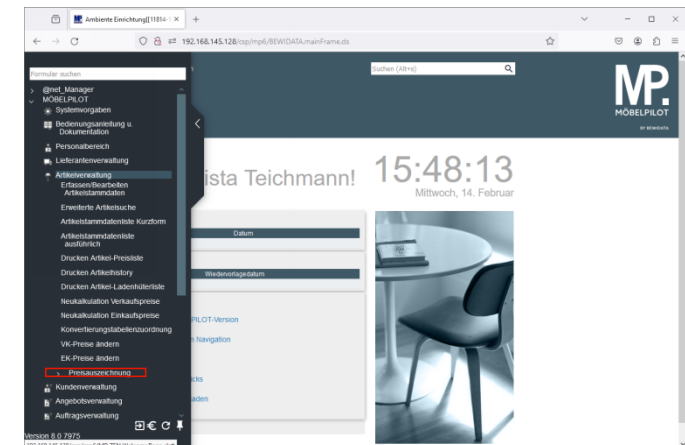 Ambiente Einrichtung[[11814-
192.168.145.128/csp/mp6/BEWIDATA.mainFrame.cls
Formular suchen
Suchen (Alt+s)
@net_Manager
MÖBELPILOT
Systemvorgaben
Bedienungsanleitung u.
Dokumentation
Personalbereich
Lieferantenverwaltung
Artikelverwaltung
Erfassen/Bearbeiten
Artikelstammdaten
Erweiterte Artikelsuche
Artikelstammdatenliste Kurzform
Artikelstammdatenliste
ausführlich
Drucken Artikel-Preisliste
Drucken Artikelhistory
Drucken Artikel-Ladenhüterliste
Neukalkulation Verkaufspreise
Neukalkulation Einkaufspreise
Konvertierungstabellenzuordnung
VK-Preise ändern
EK-Preise ändern
Preisauszeichnung
Kundenverwaltung
Angebotsverwaltung
Auftragsverwaltung
Version 8.0 7975
MP.
MÖBELPILOT
BY BEWIDATA
ista Teichmann!
15:48:13
Mittwoch, 14. Februar
Datum
Wiedervorlagedatum
PILOT-Version
n Navigation
cks
aden